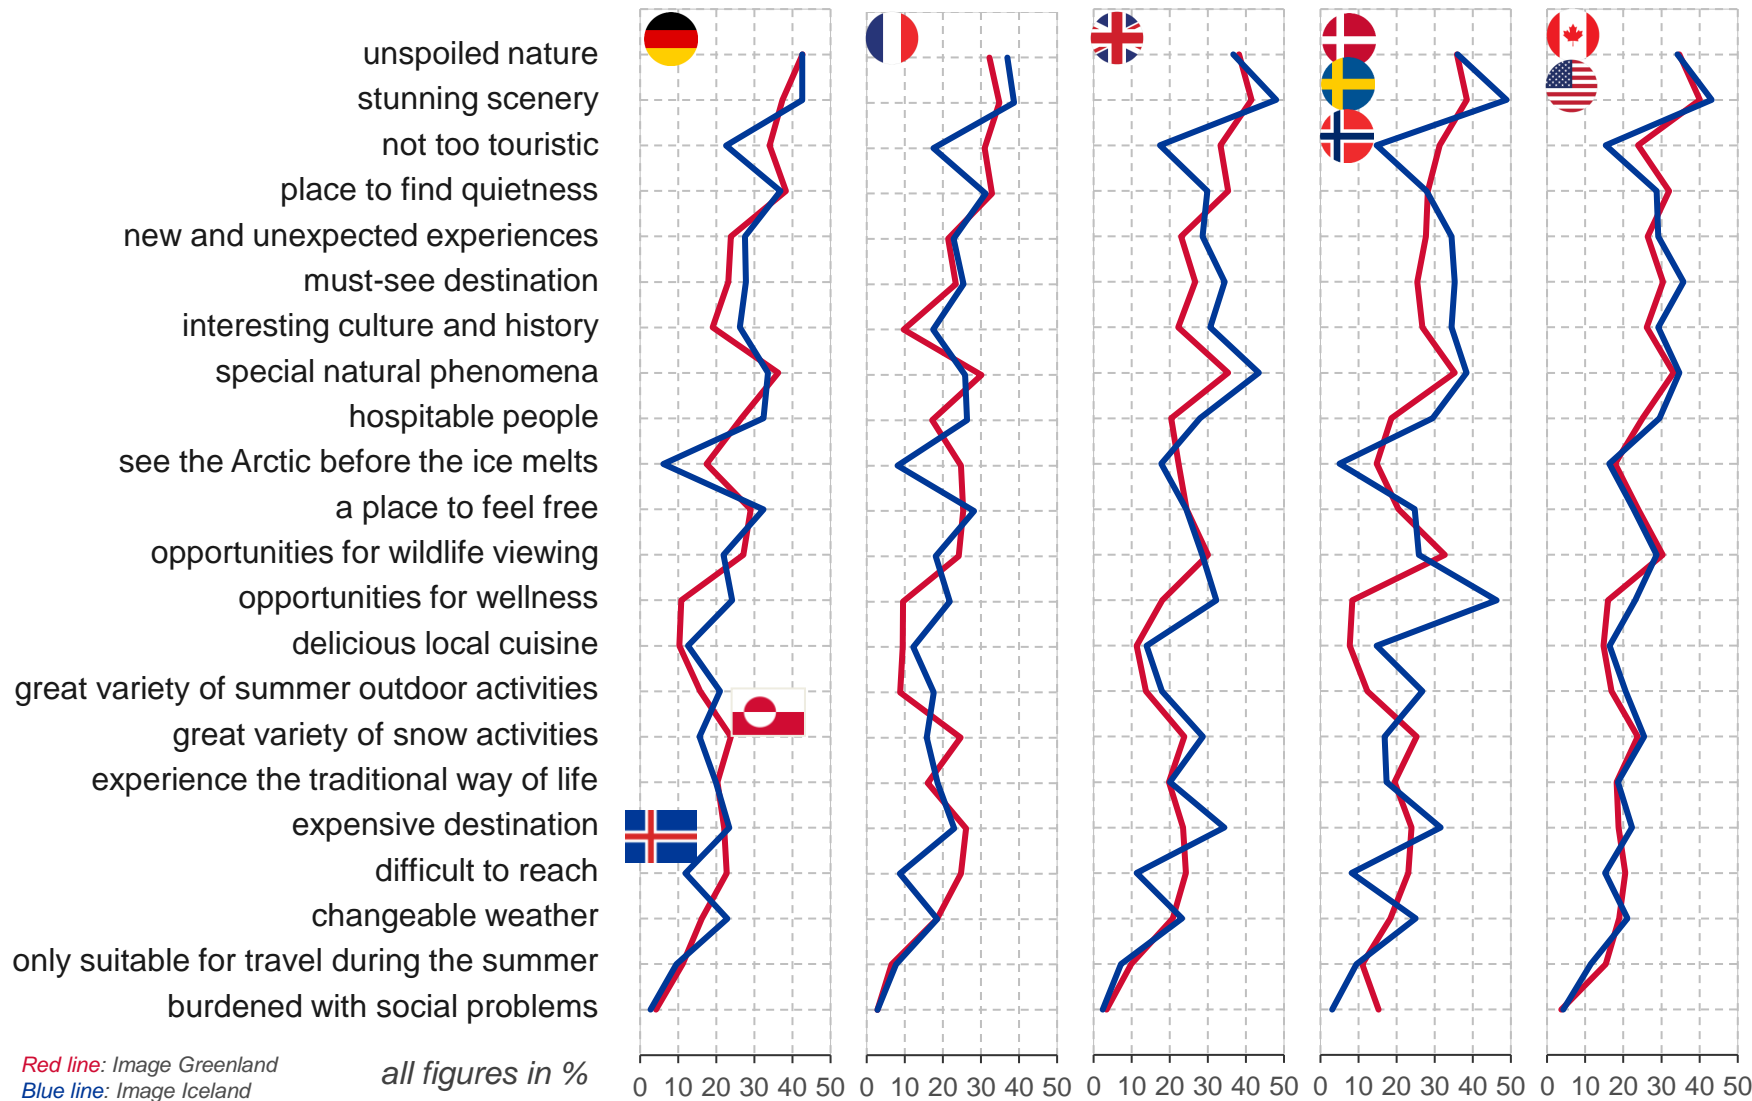 unspoiled nature
stunning scenery
not too touristic
place to find quietness
new and unexpected experiences
must-see destination
interesting culture and history
special natural phenomena
hospitable people
see the Arctic before the ice melts
a place to feel free
opportunities for wildlife viewing
opportunities for wellness
delicious local cuisine
great variety of summer outdoor activities
great variety of snow activities
experience the traditional way of life
expensive destination
difficult to reach
changeable weather
only suitable for travel during the summer
burdened with social problems
Red line: Image Greenland
Blue line: Image Iceland
all figures in %
0 10 20 30 40 50 0 10 20 30 40 50 0 10 20 30 40 50 0 10 20 30 40 50 0 10 20 30 40 50